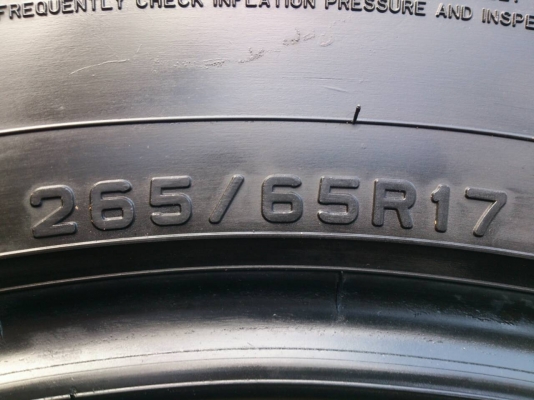 FREQUENTLY CHECK INFLATION PRESSURE AND INSPE
265/65R17